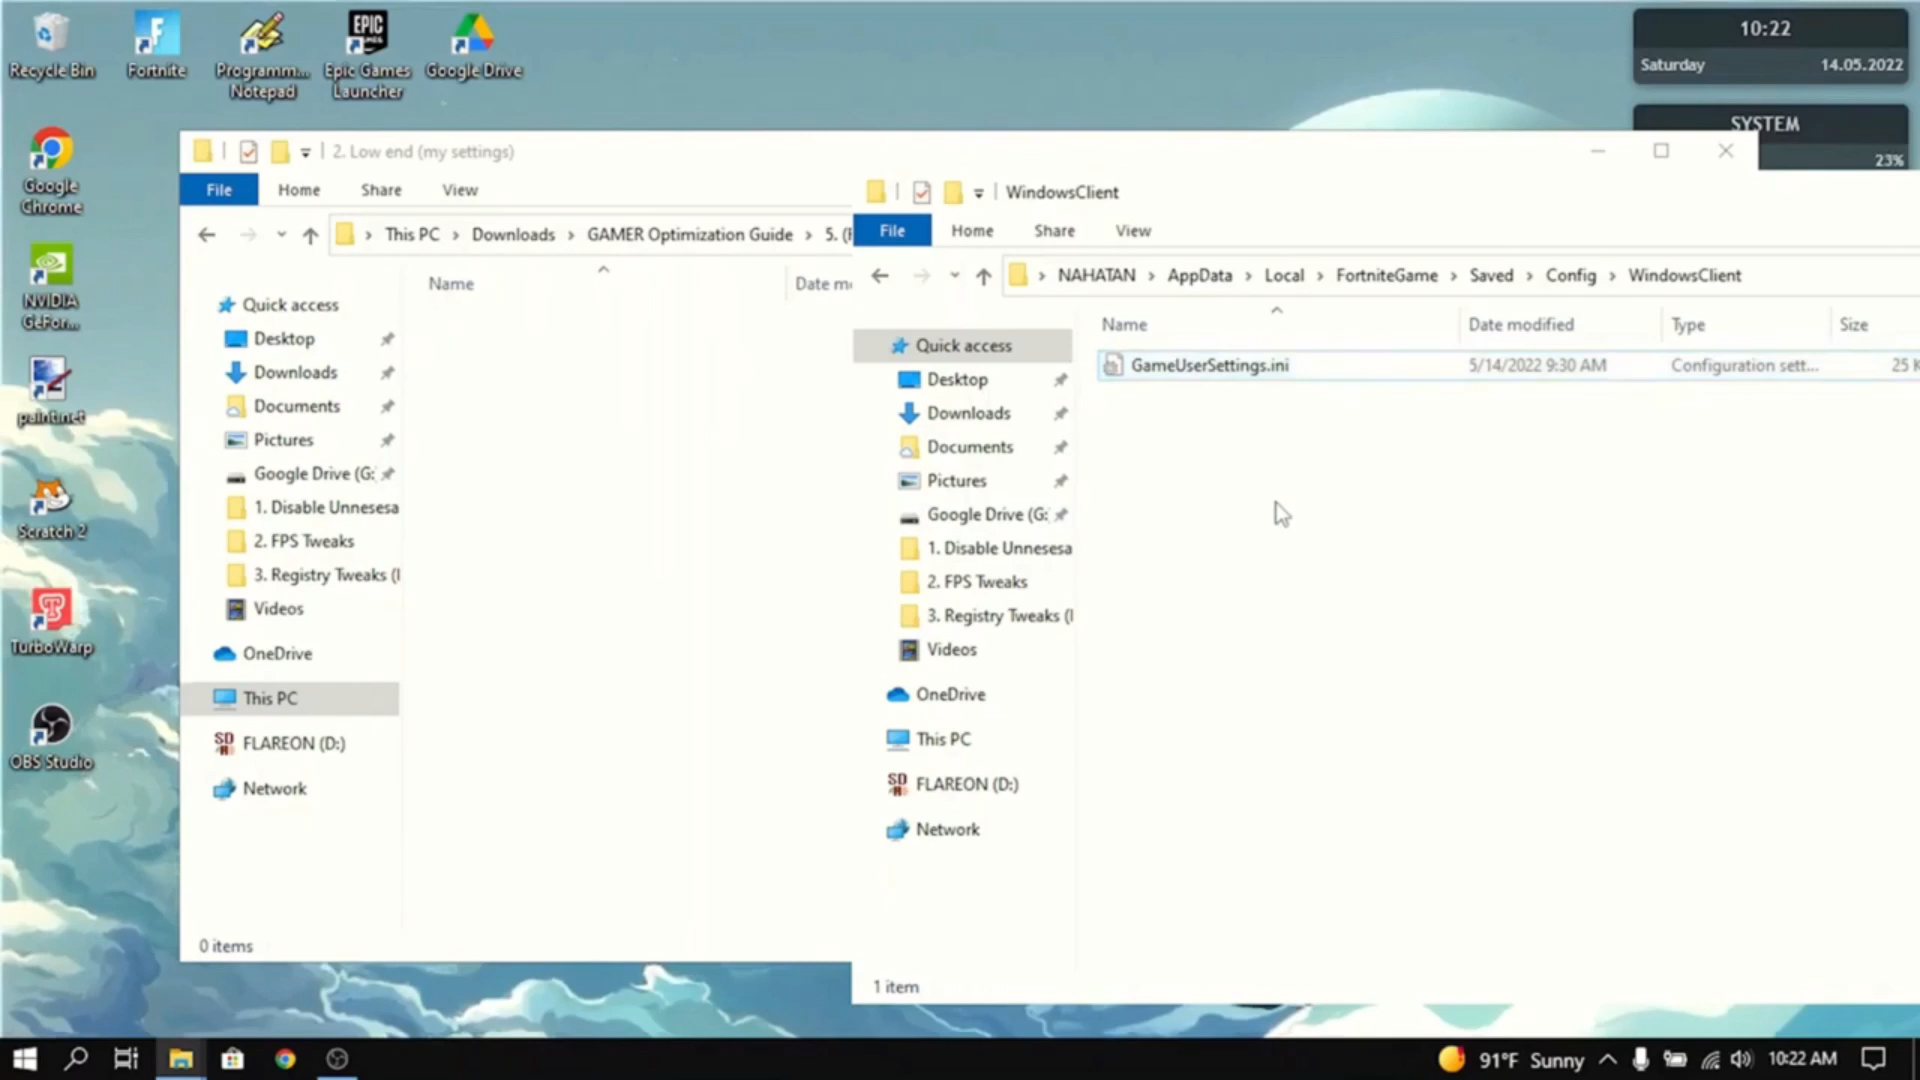 Recycle Bin
Fortnite
Programm...
Notepad
EPIC
GAMES
Epic Games
Launcher
Google Drive
10:22
Saturday
14.05.2022
SYSTEM
23%
Google
Chrome
NVIDIA
GeFor...
paint.net
Scratch 2
TurboWarp
OBS Studio
2. Low end (my settings)
File
Home
Share
View
This PC
Downloads
GAMER Optimization Guide
5. (
Name
Date m
Quick access
Desktop
Downloads
Documents
Pictures
Google Drive (G:
1. Disable Unnesesa
2. FPS Tweaks
3. Registry Tweaks (
Videos
OneDrive
This PC
FLAREON (D:)
Network
0 items
WindowsClient
File
Home
Share
View
NAHATAN
AppData
Local
FortniteGame
Saved
Config
WindowsClient
Name
Date modified
Type
Size
GameUserSettings.ini
5/14/2022 9:30 AM
Configuration sett...
25 K
Quick access
Desktop
Downloads
Documents
Pictures
Google Drive (G:
1. Disable Unnesesa
2. FPS Tweaks
3. Registry Tweaks (
Videos
OneDrive
This PC
FLAREON (D:)
Network
1 item
91°F Sunny
10:22 AM